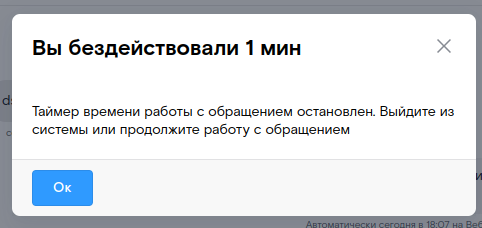 Вы бездействовали 1 мин
Таймер времени работы с обращением остановлен. Выйдите из
системы или продолжите работу с обращением
Ок
Автоматически сегодня в 18:07 на Веб